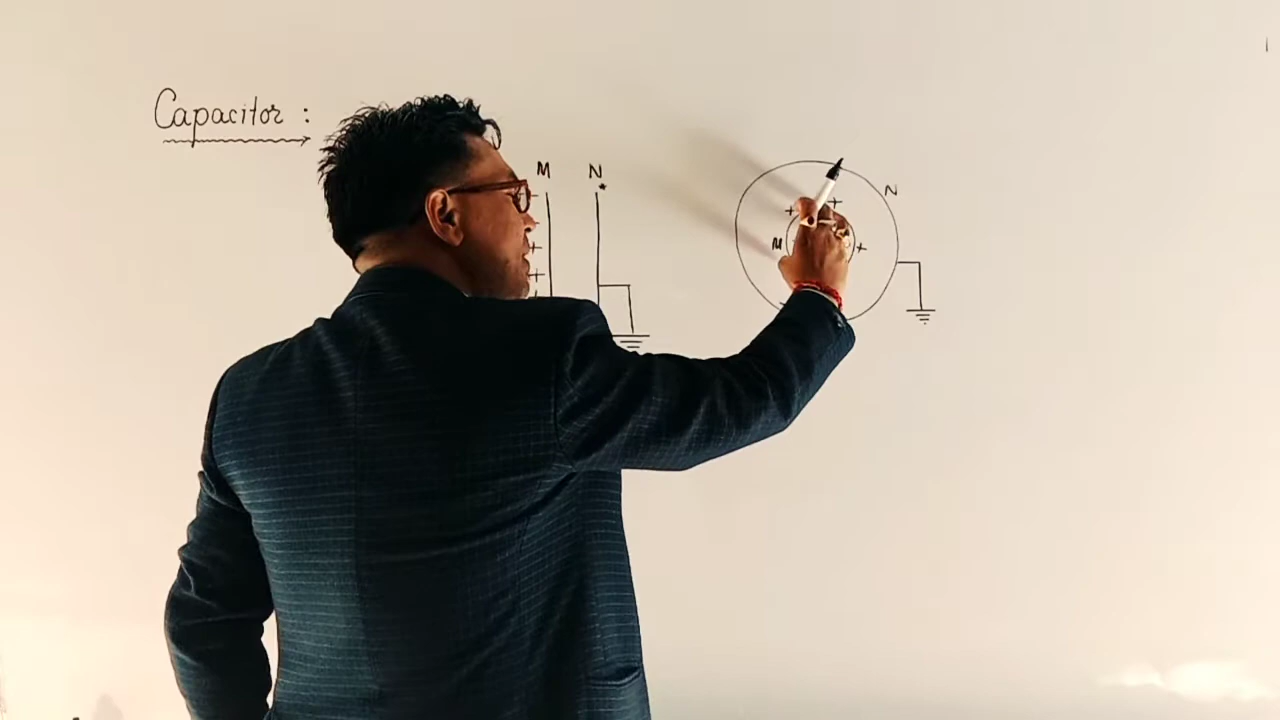 Capacitor :
M N
+
+
+
N
+ +
M +